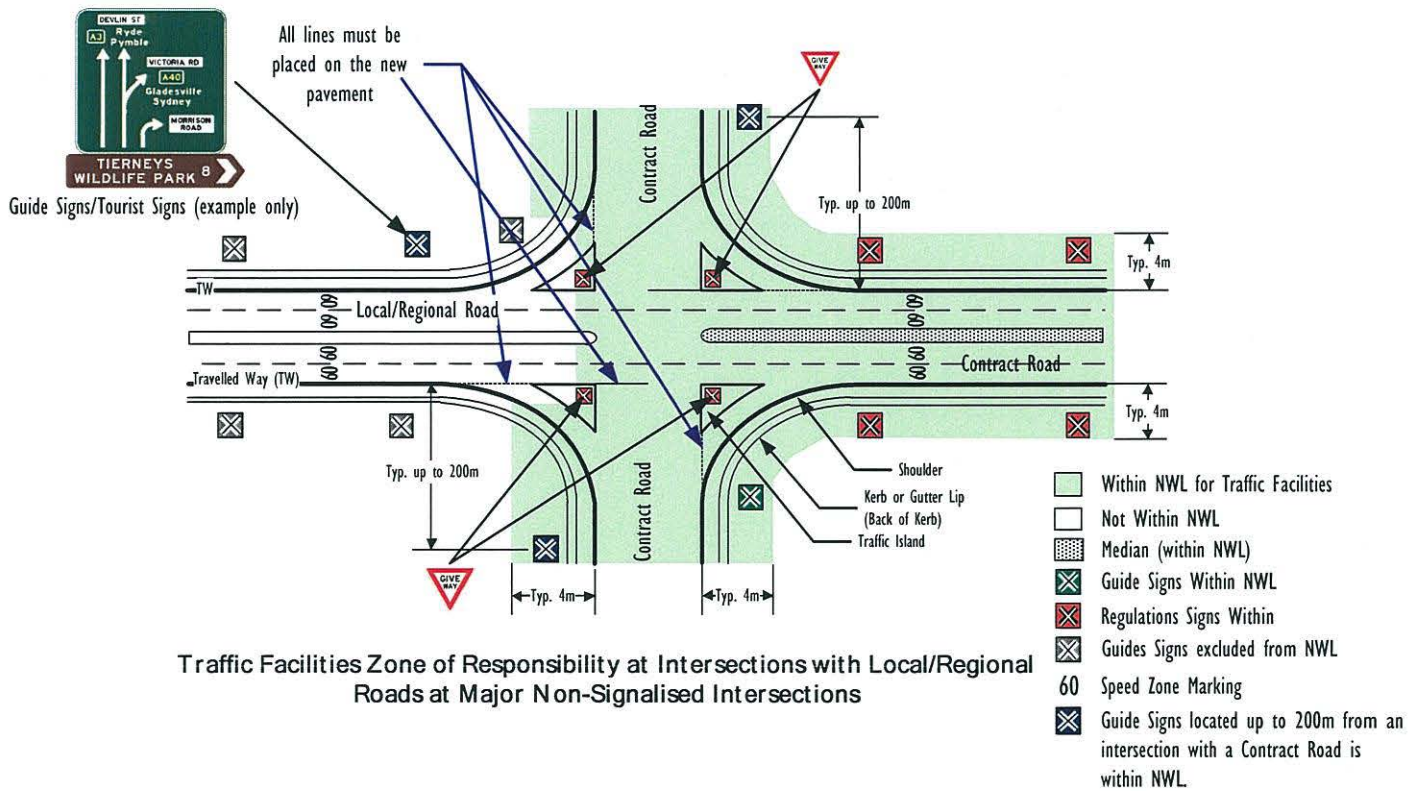 DEVLIN ST
A3 Ryde
Pymble
VICTORIA RD
A40
Gladesville
Sydney
MORRISON
ROAD
TIERNEYS
WILDLIFE PARK 8
Guide Signs/Tourist Signs (example only)
All lines must be
placed on the new
pavement
GIVE
WAY
Contract Road
Typ. up to 200m
Typ. 4m
TW
Local/Regional Road
60 60
60 60
60 60
60 60
Contract Road
Travelled Way (TW)
Typ. up to 200m
Typ. 4m
Contract Road
Shoulder
Kerb or Gutter Lip
(Back of Kerb)
Traffic Island
GIVE
WAY
Typ. 4m
Typ. 4m
Within NWL for Traffic Facilities
Not Within NWL
Median (within NWL)
Guide Signs Within NWL
Regulations Signs Within
Guides Signs excluded from NWL
60 Speed Zone Marking
Guide Signs located up to 200m from an
intersection with a Contract Road is
within NWL.
Traffic Facilities Zone of Responsibility at Intersections with Local/Regional
Roads at Major Non-Signalised Intersections